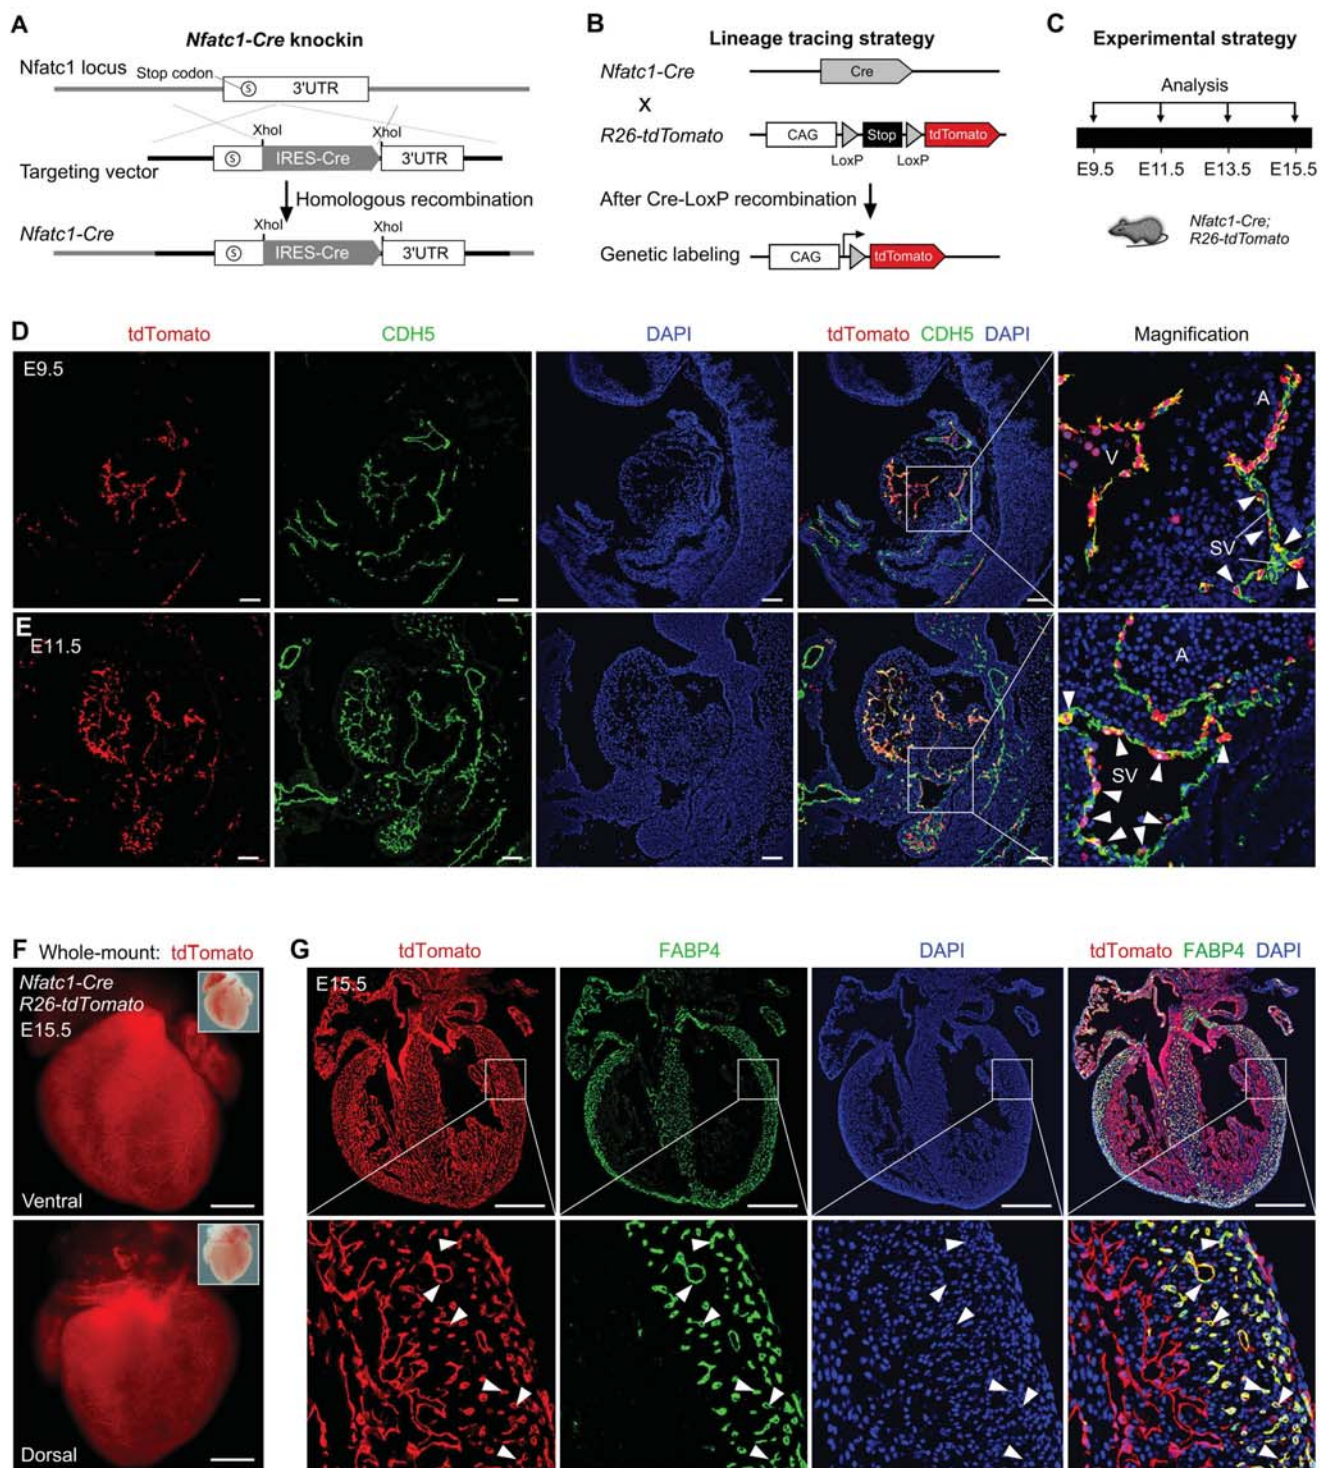 A
Nfatc1-Cre knockin
Nfatc1 locus
Stop codon
S
3'UTR
XhoI
XhoI
Targeting vector
S
IRES-Cre
3'UTR
Homologous recombination
XhoI
XhoI
Nfatc1-Cre
S
IRES-Cre
3'UTR
B
Lineage tracing strategy
Nfatc1-Cre
Cre
X
R26-tdTomato
CAG
Stop
tdTomato
LoxP
LoxP
After Cre-LoxP recombination
Genetic labeling
CAG
tdTomato
C
Experimental strategy
Analysis
E9.5 E11.5 E13.5 E15.5
Nfatc1-Cre;
R26-tdTomato
D
tdTomato
CDH5
DAPI
tdTomato CDH5 DAPI
Magnification
E9.5
A
V
SV
E
E11.5
A
SV
F
Whole-mount: tdTomato
Nfatc1-Cre
R26-tdTomato
E15.5
Ventral
Dorsal
G
tdTomato
FABP4
DAPI
tdTomato FABP4 DAPI
E15.5